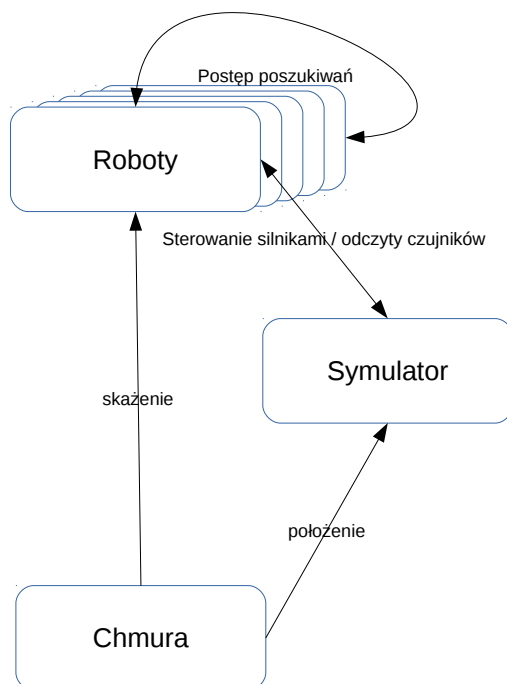 Postęp poszukiwań
Roboty
Sterowanie silnikami / odczyty czujników
Symulator
skażenie
położenie
Chmura